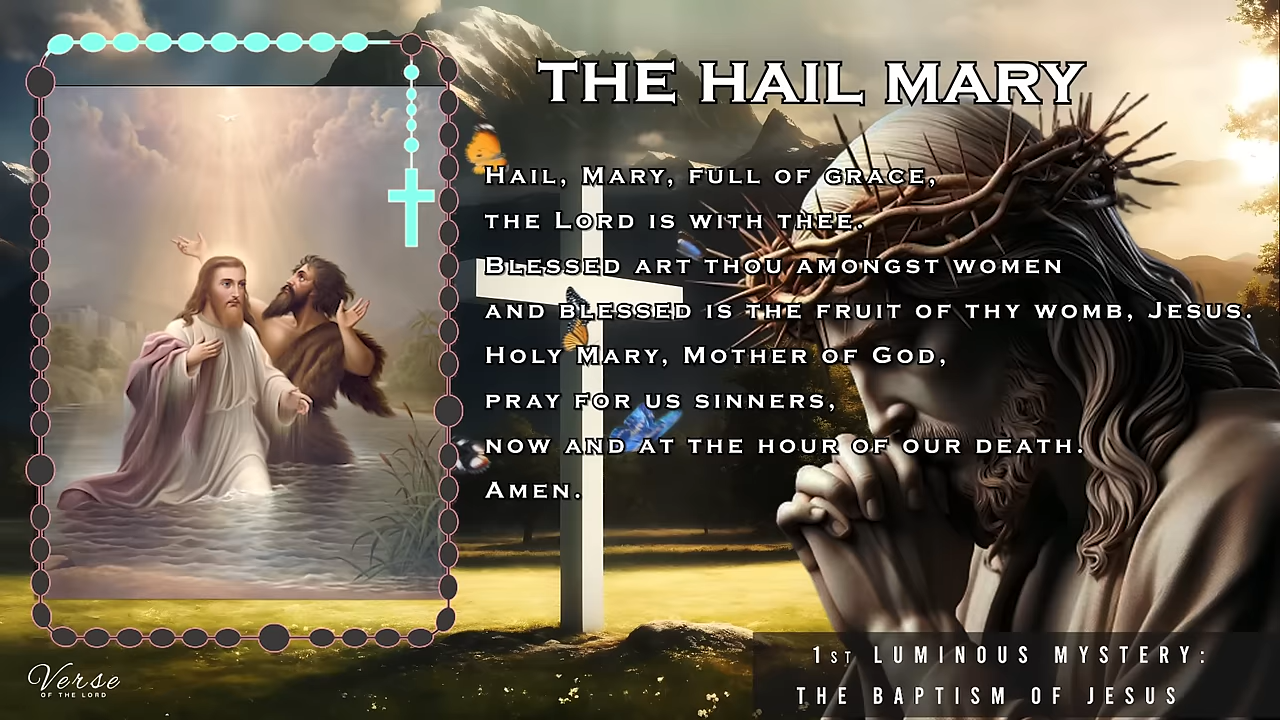 THE HAIL MARY
HAIL, MARY, FULL OF GRACE,
THE LORD IS WITH THEE.
BLESSED ART THOU AMONGST WOMEN
AND BLESSED IS THE FRUIT OF THY WOMB, JESUS.
HOLY MARY, MOTHER OF GOD,
PRAY FOR US SINNERS,
NOW AND AT THE HOUR OF OUR DEATH.
AMEN.
Verse
OF THE LORD
1ST LUMINOUS MYSTERY:
THE BAPTISM OF JESUS